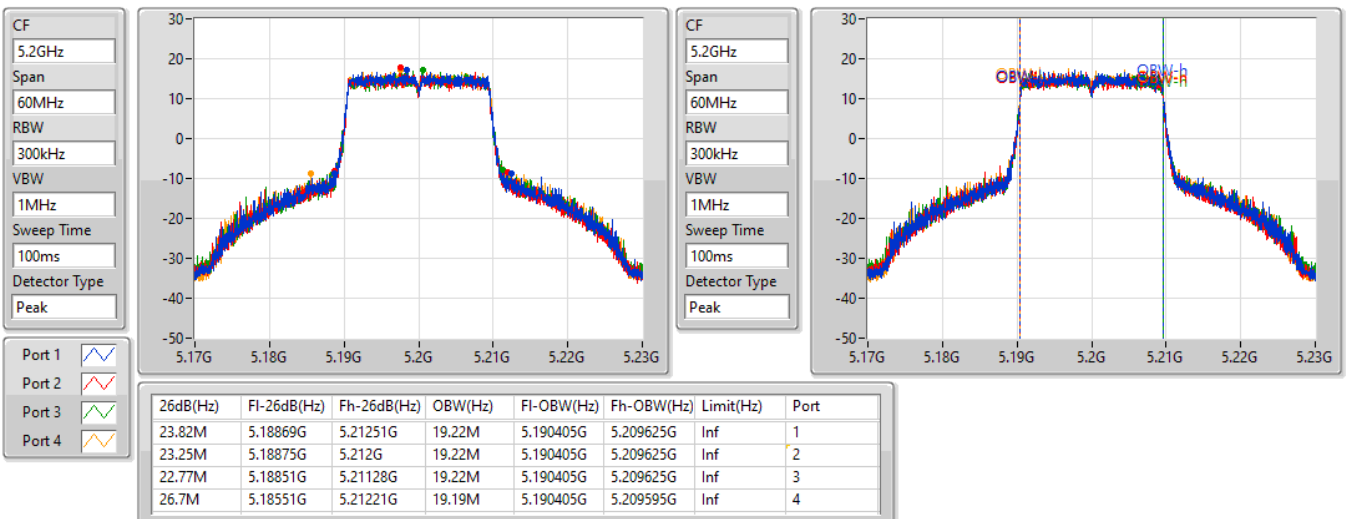 CF
5.2GHz
Span
60MHz
RBW
300kHz
VBW
1MHz
Sweep Time
100ms
Detector Type
Peak
30
20
10
0
-10
-20
-30
-40
-50
5.17G 5.18G 5.19G 5.2G 5.21G 5.22G 5.23G
CF
5.2GHz
Span
60MHz
RBW
300kHz
VBW
1MHz
Sweep Time
100ms
Detector Type
Peak
30
20
10
0
-10
-20
-30
-40
-50
OBW-h
5.17G 5.18G 5.19G 5.2G 5.21G 5.22G 5.23G
Port 1
Port 2
Port 3
Port 4
26dB(Hz) Fl-26dB(Hz) Fh-26dB(Hz) OBW(Hz) Fl-OBW(Hz) Fh-OBW(Hz) Limit(Hz) Port
23.82M 5.18869G 5.21251G 19.22M 5.190405G 5.209625G Inf 1
23.25M 5.18875G 5.212G 19.22M 5.190405G 5.209625G Inf 2
22.77M 5.18851G 5.21128G 19.22M 5.190405G 5.209625G Inf 3
26.7M 5.18551G 5.21221G 19.19M 5.190405G 5.209595G Inf 4